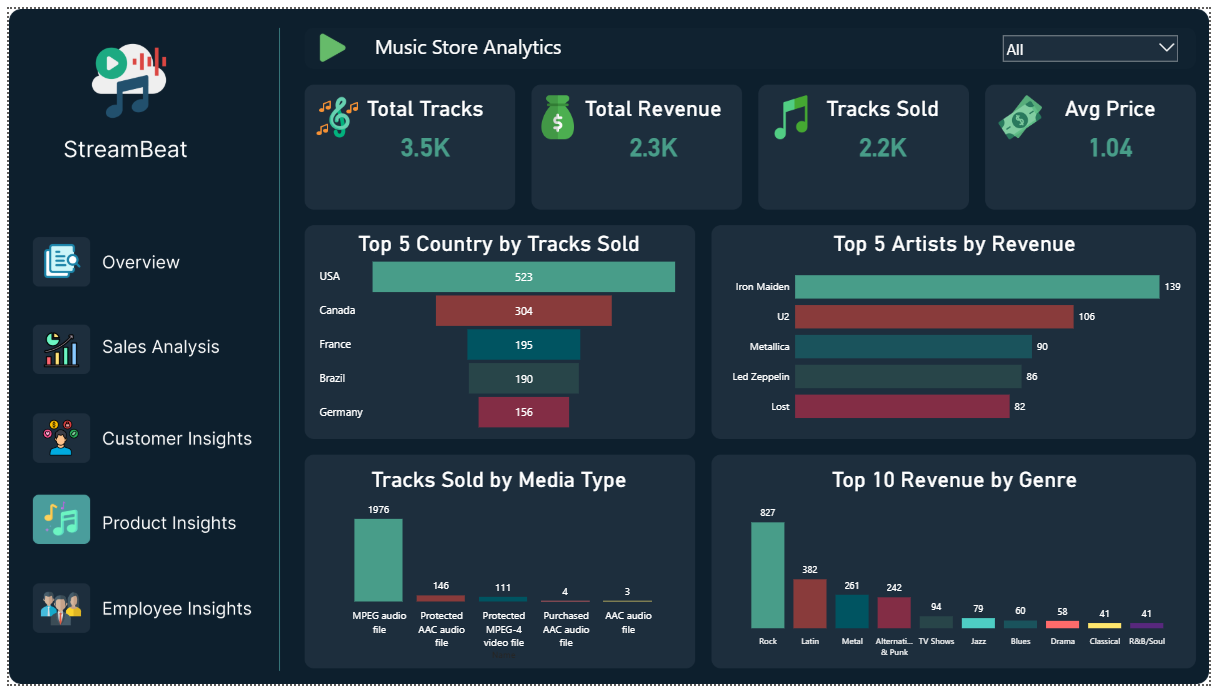 StreamBeat
Overview
Sales Analysis
Customer Insights
Product Insights
Employee Insights
Music Store Analytics
All
Total Tracks
3.5K
Total Revenue
2.3K
Tracks Sold
2.2K
Avg Price
1.04
Top 5 Country by Tracks Sold
USA 523
Canada 304
France 195
Brazil 190
Germany 156
Top 5 Artists by Revenue
Iron Maiden 139
U2 106
Metallica 90
Led Zeppelin 86
Lost 82
Tracks Sold by Media Type
1976 146 111 4 3
MPEG audio
file
Protected
AAC audio
file
Protected
MPEG-4
video file
Purchased
AAC audio
file
AAC audio
file
Top 10 Revenue by Genre
827 382 261 242 94 79 60 58 41 41
Rock
Latin
Metal
Alternati...
& Punk
TV Shows
Jazz
Blues
Drama
Classical
R&B/Soul